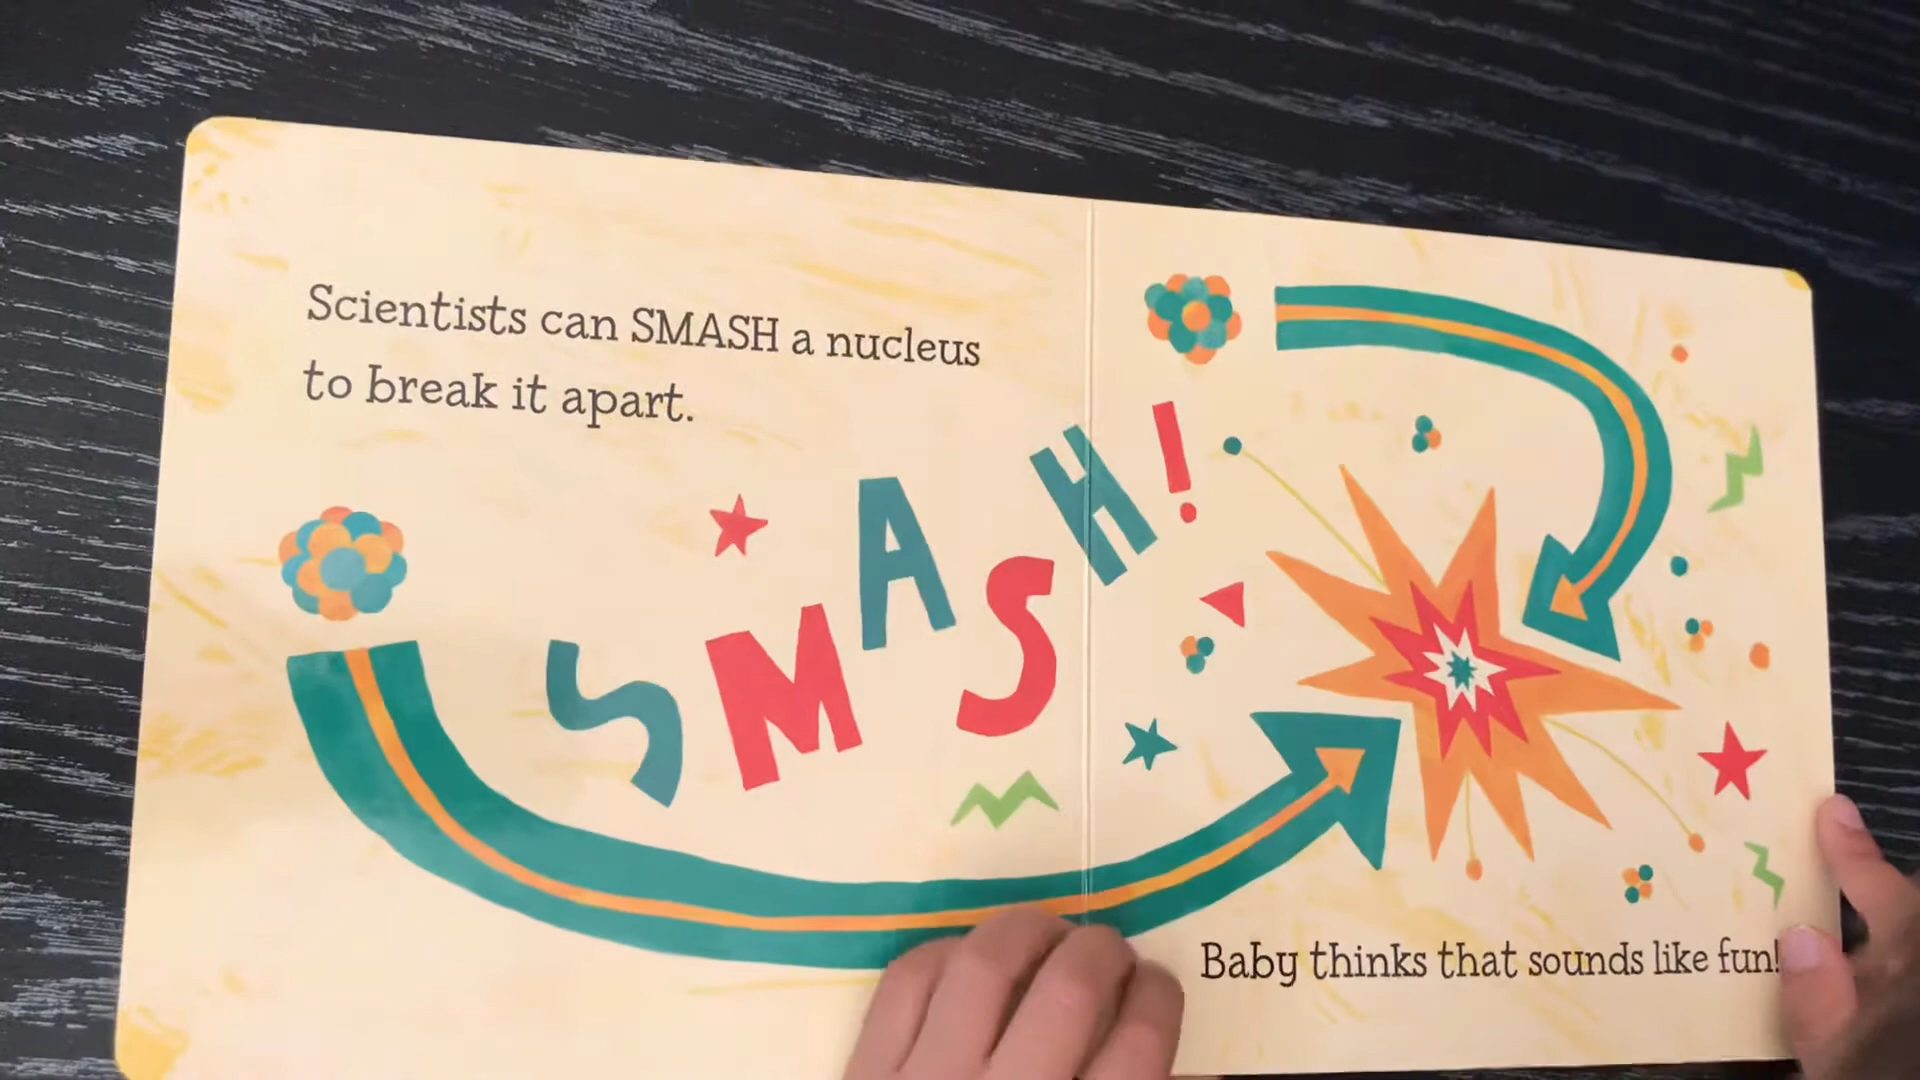 Scientists can SMASH a nucleus
to break it apart.
SMASH!
Baby thinks that sounds like fun!